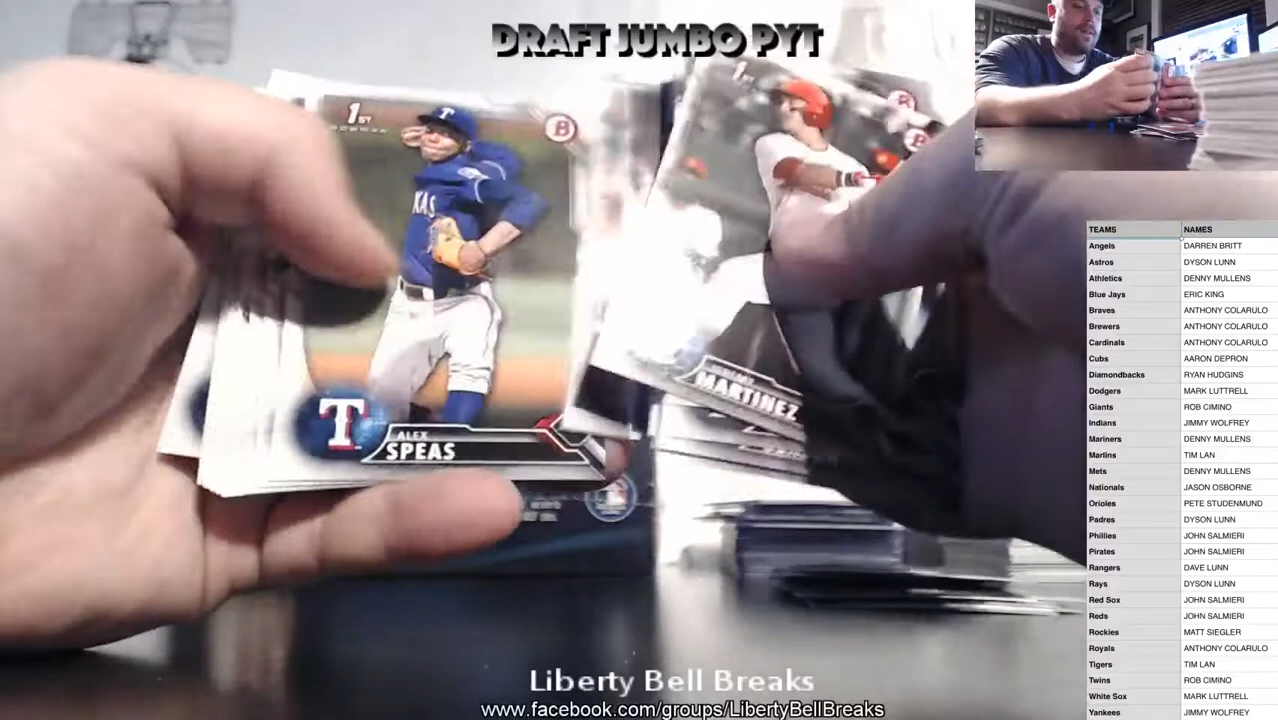 DRAFT JUMBO PYT
1ST
BOWMAN
B
TEXAS
T
ALEX
SPEAS
1ST
MARTINEZ
TEAMS NAMES
Angels DARREN BRITT
Astros DYSON LUNN
Athletics DENNY MULLENS
Blue Jays ERIC KING
Braves ANTHONY COLARULO
Brewers ANTHONY COLARULO
Cardinals ANTHONY COLARULO
Cubs AARON DEPRON
Diamondbacks RYAN HUDGINS
Dodgers MARK LUTTRELL
Giants ROB CIMINO
Indians JIMMY WOLFREY
Mariners DENNY MULLENS
Marlins TIM LAN
Mets DENNY MULLENS
Nationals JASON OSBORNE
Orioles PETE STUDENMUND
Padres DYSON LUNN
Phillies JOHN SALMIERI
Pirates JOHN SALMIERI
Rangers DAVE LUNN
Rays DYSON LUNN
Red Sox JOHN SALMIERI
Reds JOHN SALMIERI
Rockies MATT SIEGLER
Royals ANTHONY COLARULO
Tigers TIM LAN
Twins ROB CIMINO
White Sox MARK LUTTRELL
Yankees JIMMY WOLFREY
Liberty Bell Breaks
www.facebook.com/groups/LibertyBellBreaks